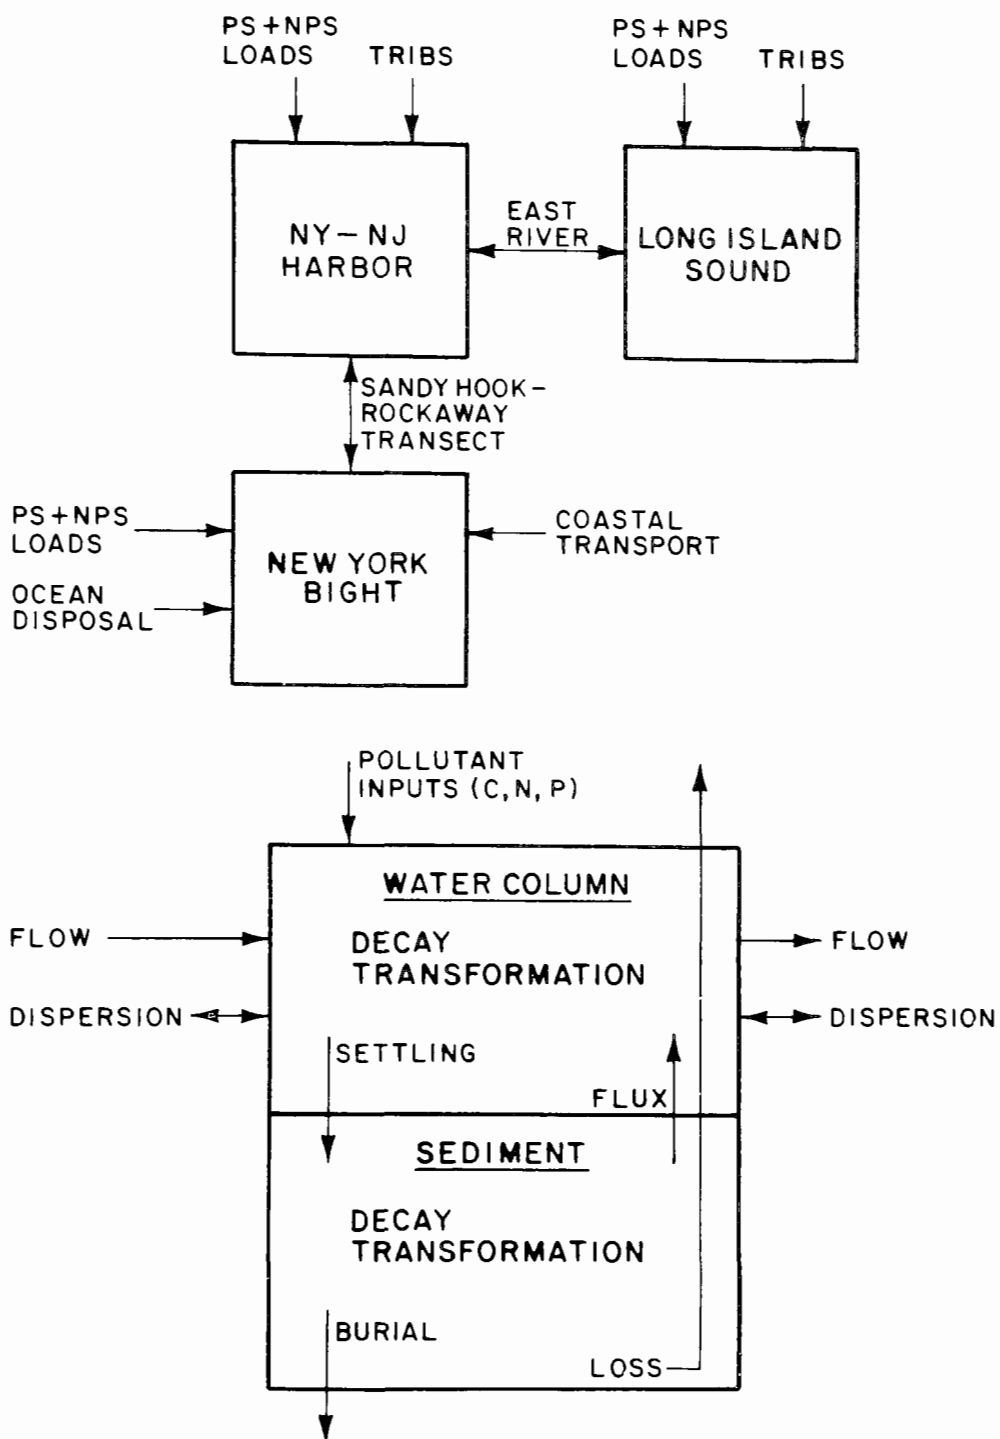 PS+NPS
LOADS
TRIBS
PS+NPS
LOADS
TRIBS
NY-NJ
HARBOR
EAST
RIVER
LONG ISLAND
SOUND
SANDY HOOK-
ROCKAWAY
TRANSECT
PS+NPS
LOADS
OCEAN
DISPOSAL
NEW YORK
BIGHT
COASTAL
TRANSPORT
POLLUTANT
INPUTS (C, N, P)
WATER COLUMN
DECAY
TRANSFORMATION
FLOW
FLOW
DISPERSION
DISPERSION
SETTLING
FLUX
SEDIMENT
DECAY
TRANSFORMATION
BURIAL
LOSS